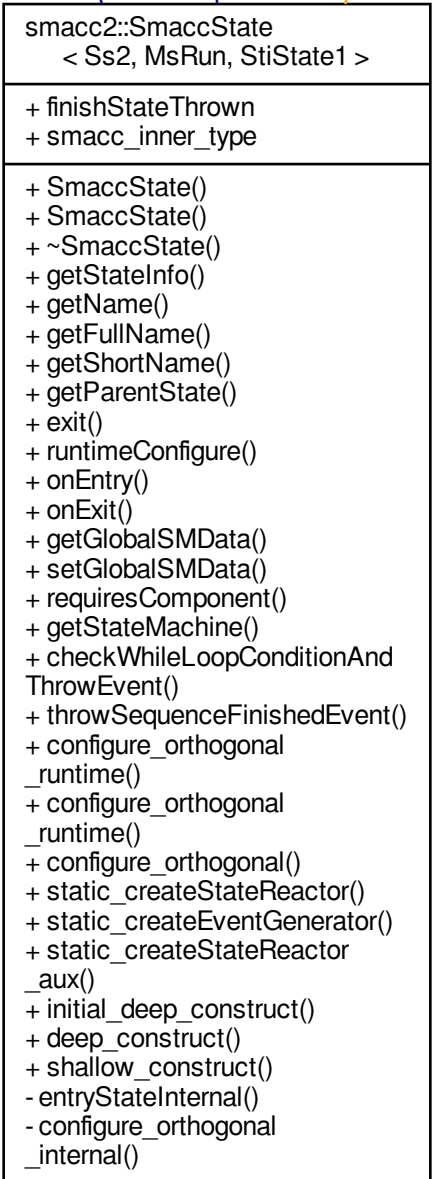 smacc2::SmaccState
< Ss2, MsRun, StiState1 >
+ finishStateThrown
+ smacc_inner_type
+ SmaccState()
+ SmaccState()
+ ~SmaccState()
+ getStateInfo()
+ getName()
+ getFullName()
+ getShortName()
+ getParentState()
+ exit()
+ runtimeConfigure()
+ onEntry()
+ onExit()
+ getGlobalSMData()
+ setGlobalSMData()
+ requiresComponent()
+ getStateMachine()
+ checkWhileLoopConditionAnd
ThrowEvent()
+ throwSequenceFinishedEvent()
+ configure_orthogonal
_runtime()
+ configure_orthogonal
_runtime()
+ configure_orthogonal()
+ static_createStateReactor()
+ static_createEventGenerator()
+ static_createStateReactor
_aux()
+ initial_deep_construct()
+ deep_construct()
+ shallow_construct()
- entryStateInternal()
- configure_orthogonal
_internal()